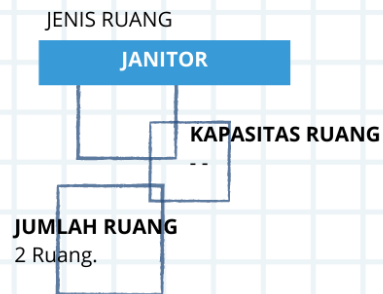 JENIS RUANG
JANITOR
KAPASITAS RUANG
- -
JUMLAH RUANG
2 Ruang.